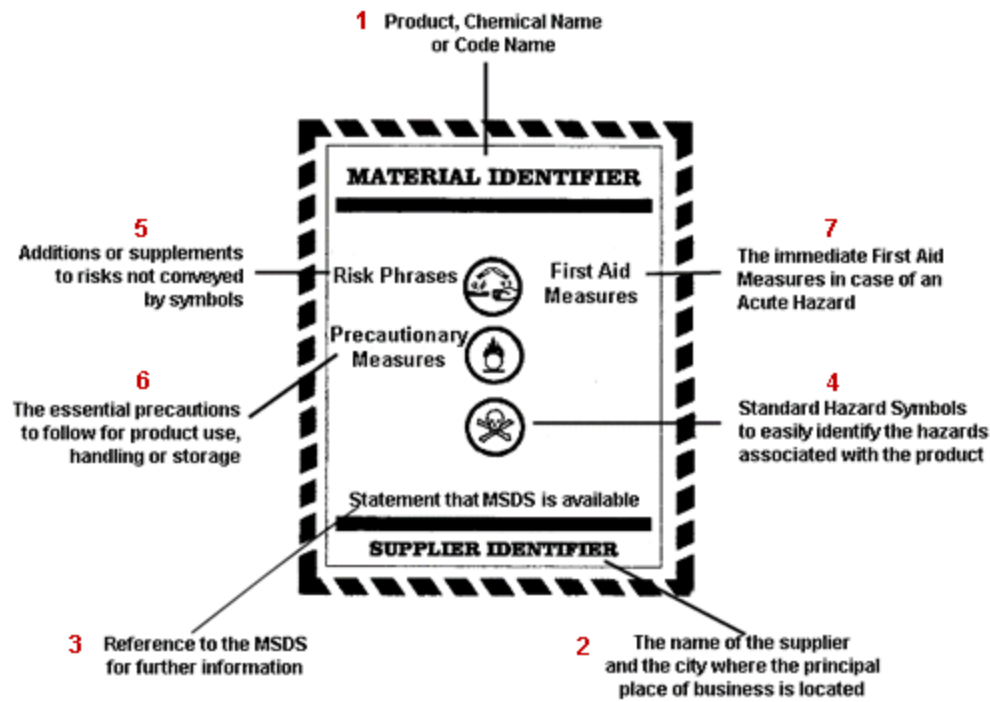 1 Product, Chemical Name
or Code Name
MATERIAL IDENTIFIER
5
Additions or supplements
to risks not conveyed
by symbols
Risk Phrases
First Aid
Measures
7
The immediate First Aid
Measures in case of an
Acute Hazard
Precautionary
Measures
6
The essential precautions
to follow for product use,
handling or storage
4
Standard Hazard Symbols
to easily identify the hazards
associated with the product
Statement that MSDS is available
SUPPLIER IDENTIFIER
3 Reference to the MSDS
for further information
2 The name of the supplier
and the city where the principal
place of business is located